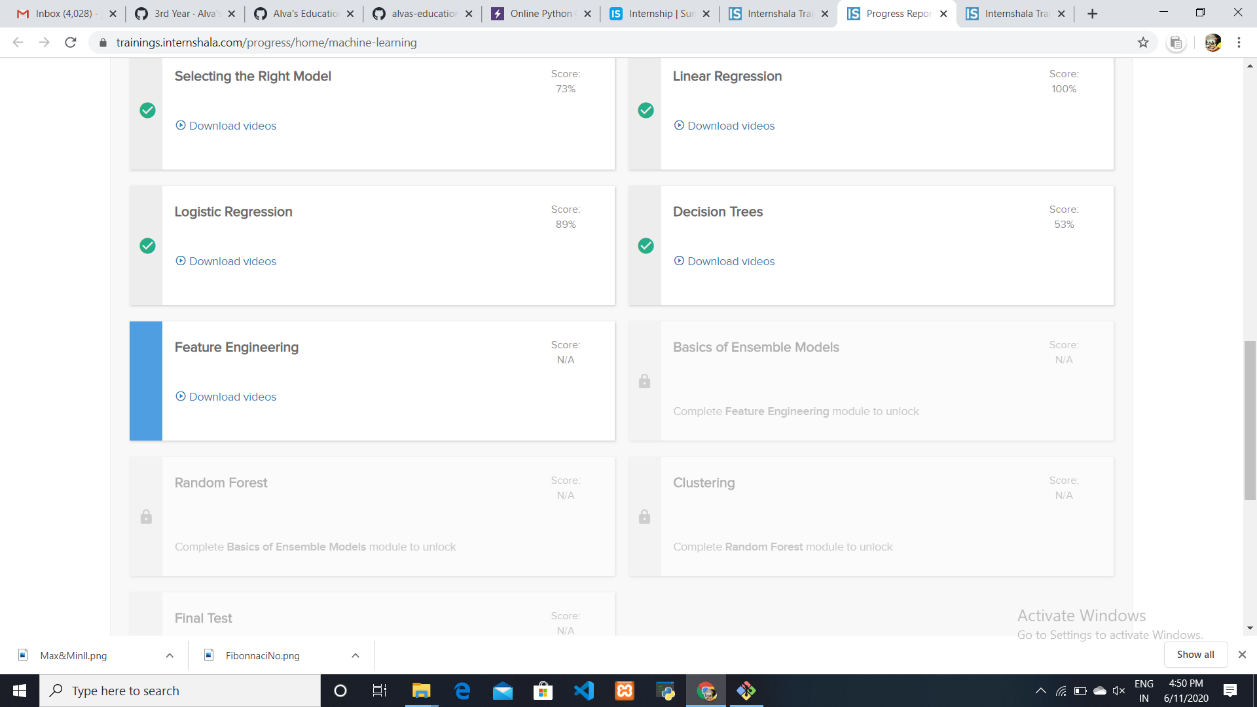 Inbox (4,028) -
3rd Year · Alva's
Alva's Education
alvas-education
Online Python
Internship | Sum
Internshala Trai
Progress Repor
Internshala Trai
trainings.internshala.com/progress/home/machine-learning
Selecting the Right Model
Score:
73%
Download videos
Linear Regression
Score:
100%
Download videos
Logistic Regression
Score:
89%
Download videos
Decision Trees
Score:
53%
Download videos
Feature Engineering
Score:
N/A
Download videos
Basics of Ensemble Models
Score:
N/A
Complete Feature Engineering module to unlock
Random Forest
Score:
N/A
Complete Basics of Ensemble Models module to unlock
Clustering
Score:
N/A
Complete Random Forest module to unlock
Final Test
Score:
N/A
Activate Windows
Go to Settings to activate Windows.
Max&MinII.png
FibonnaciNo.png
Show all
Type here to search
ENG
IN
4:50 PM
6/11/2020